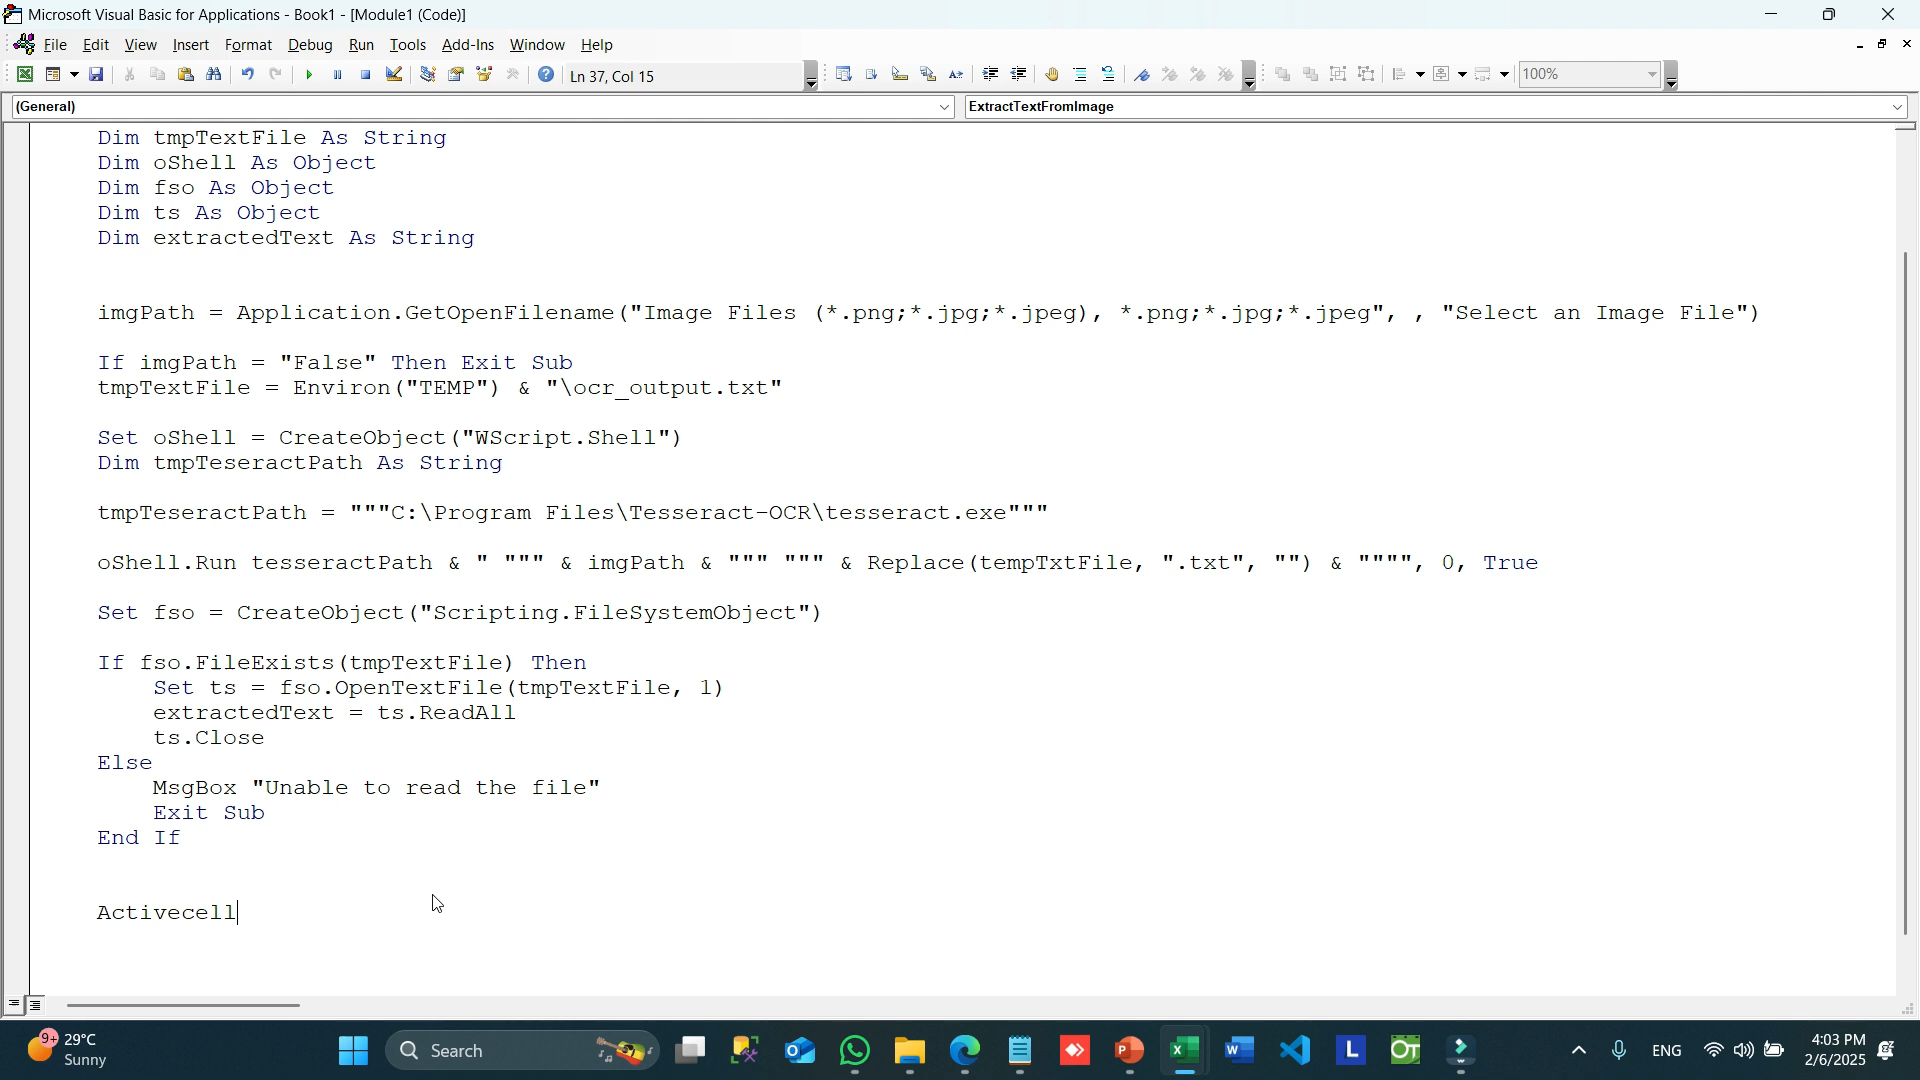 Microsoft Visual Basic for Applications - Book1 - [Module1 (Code)]
File Edit View Insert Format Debug Run Tools Add-Ins Window Help
Ln 37, Col 15
100%
(General)
ExtractTextFromImage
Dim tmpTextFile As String
Dim oShell As Object
Dim fso As Object
Dim ts As Object
Dim extractedText As String
imgPath = Application.GetOpenFilename("Image Files (*.png;*.jpg;*.jpeg), *.png;*.jpg;*.jpeg", , "Select an Image File")
If imgPath = "False" Then Exit Sub
tmpTextFile = Environ("TEMP") & "\ocr_output.txt"
Set oShell = CreateObject("WScript.Shell")
Dim tmpTeseractPath As String
tmpTeseractPath = """C:\Program Files\Tesseract-OCR\tesseract.exe"""
oShell.Run tesseractPath & " """ & imgPath & """ """ & Replace(tempTxtFile, ".txt", "") & """", 0, True
Set fso = CreateObject("Scripting.FileSystemObject")
If fso.FileExists(tmpTextFile) Then
Set ts = fso.OpenTextFile(tmpTextFile, 1)
extractedText = ts.ReadAll
ts.Close
Else
MsgBox "Unable to read the file"
Exit Sub
End If
Activecell
9+
29°C
Sunny
Search
ENG
4:03 PM
2/6/2025